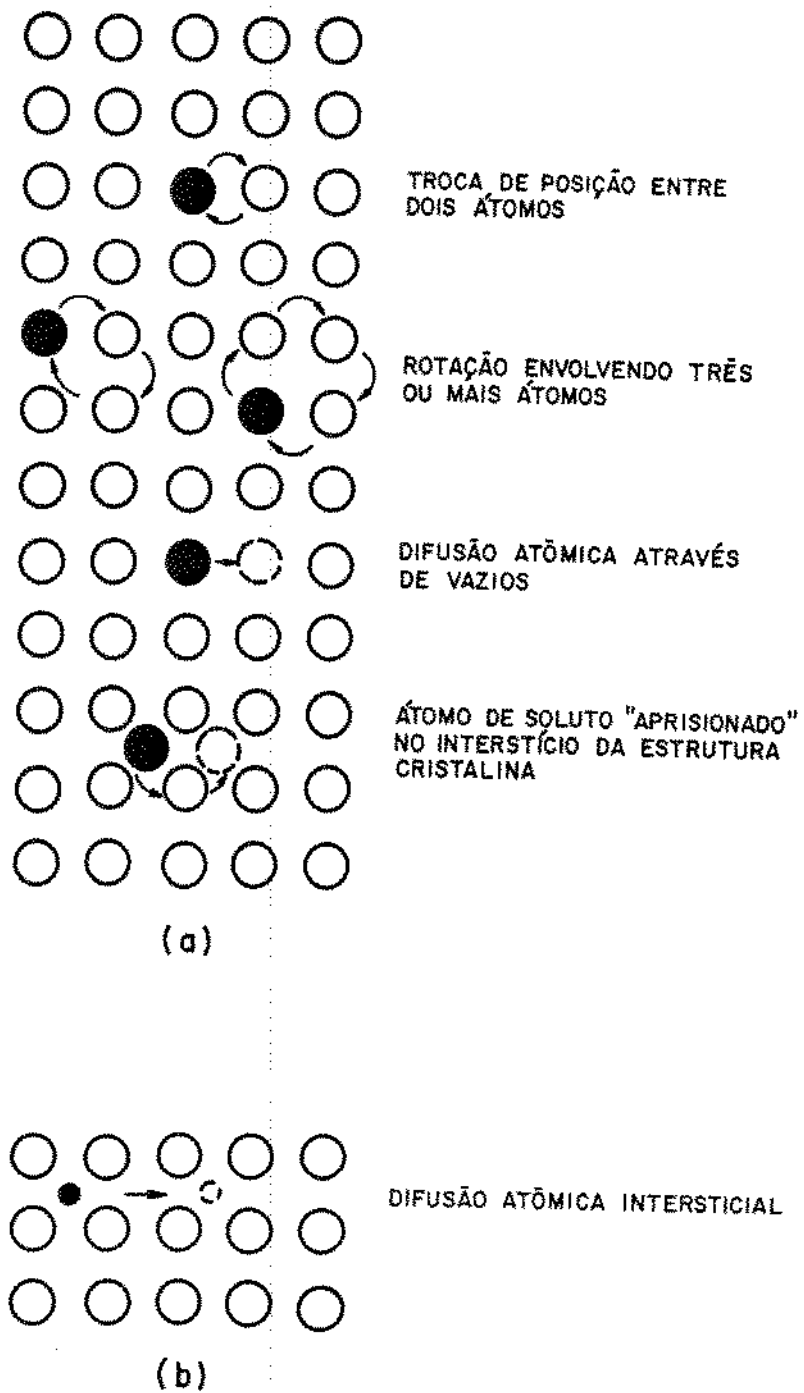 TROCA DE POSIÇÃO ENTRE
DOIS ÁTOMOS
ROTAÇÃO ENVOLVENDO TRÊS
OU MAIS ÁTOMOS
DIFUSÃO ATÔMICA ATRAVÉS
DE VAZIOS
ÁTOMO DE SOLUTO "APRISIONADO"
NO INTERSTÍCIO DA ESTRUTURA
CRISTALINA
(a)
DIFUSÃO ATÔMICA INTERSTICIAL
(b)